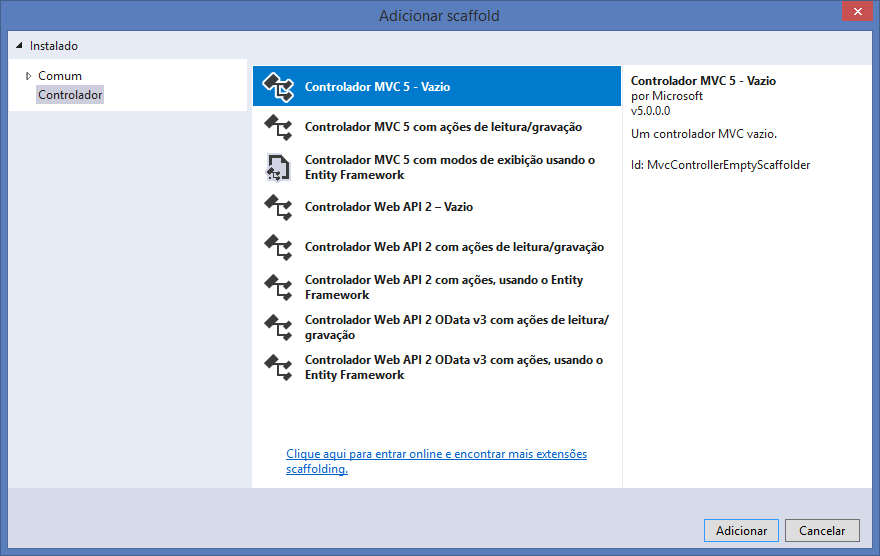 Adicionar scaffold
Instalado
Comum
Controlador
Controlador MVC 5 - Vazio
Controlador MVC 5 com ações de leitura/gravação
Controlador MVC 5 com modos de exibição usando o
Entity Framework
Controlador Web API 2 – Vazio
Controlador Web API 2 com ações de leitura/gravação
Controlador Web API 2 com ações, usando o Entity
Framework
Controlador Web API 2 OData v3 com ações de leitura/
gravação
Controlador Web API 2 OData v3 com ações, usando o
Entity Framework
Clique aqui para entrar online e encontrar mais extensões
scaffolding.
Controlador MVC 5 - Vazio
por Microsoft
v5.0.0.0
Um controlador MVC vazio.
Id: MvcControllerEmptyScaffolder
Adicionar
Cancelar